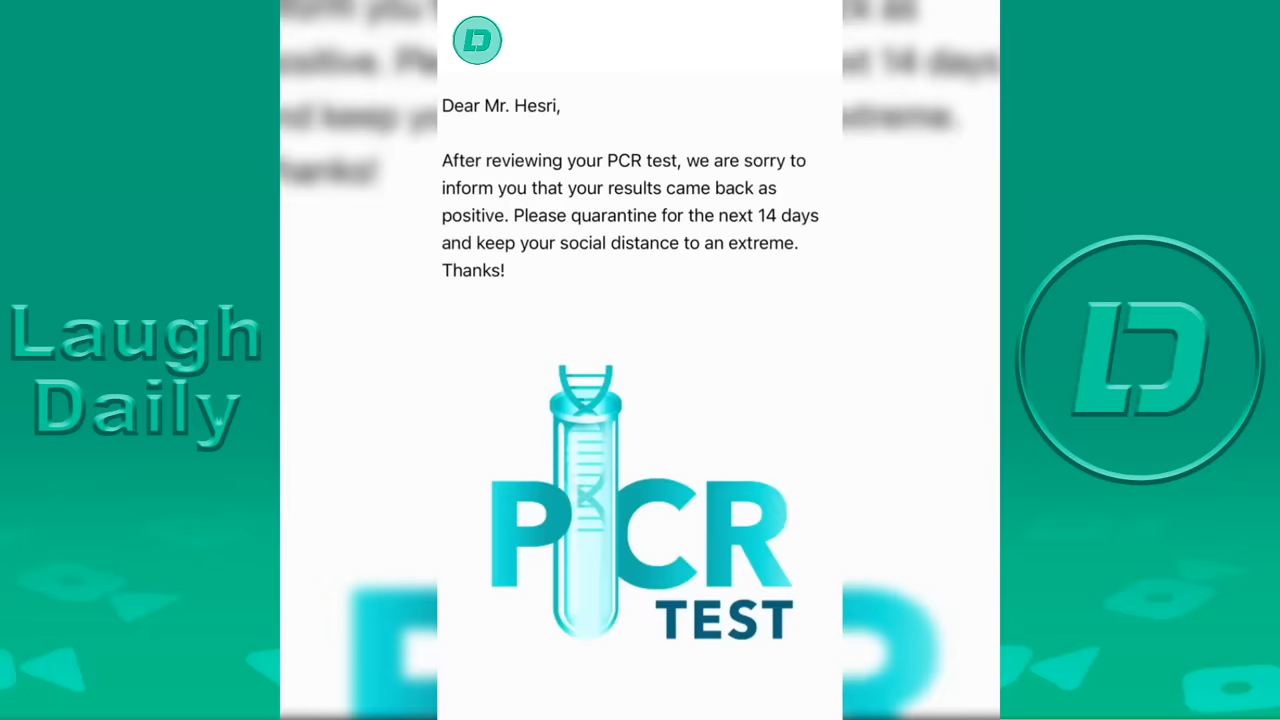 Dear Mr. Hesri,
After reviewing your PCR test, we are sorry to
inform you that your results came back as
positive. Please quarantine for the next 14 days
and keep your social distance to an extreme.
Thanks!
PCR
TEST
Laugh
Daily
LD
LD